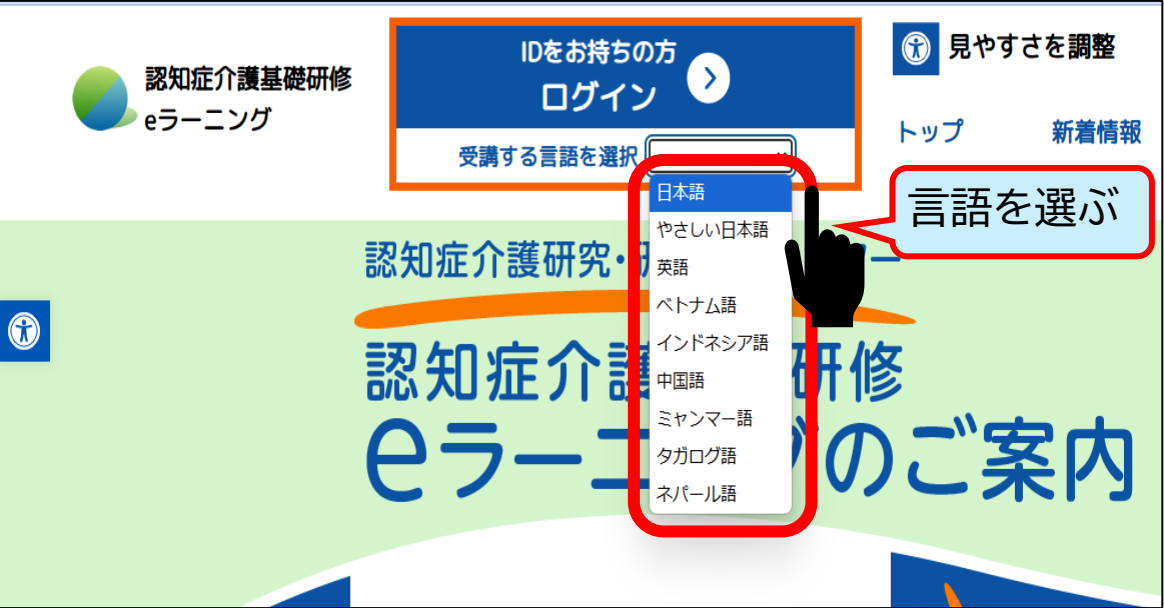 認知症介護基礎研修
eラーニング
IDをお持ちの方
ログイン
受講する言語を選択
見やすさを調整
トップ
新着情報
言語を選ぶ
日本語
やさしい日本語
英語
ベトナム語
インドネシア語
中国語
ミャンマー語
タガログ語
ネパール語
認知症介護研究・
ー
認知症介護
研修
eラーニ
グのご案内